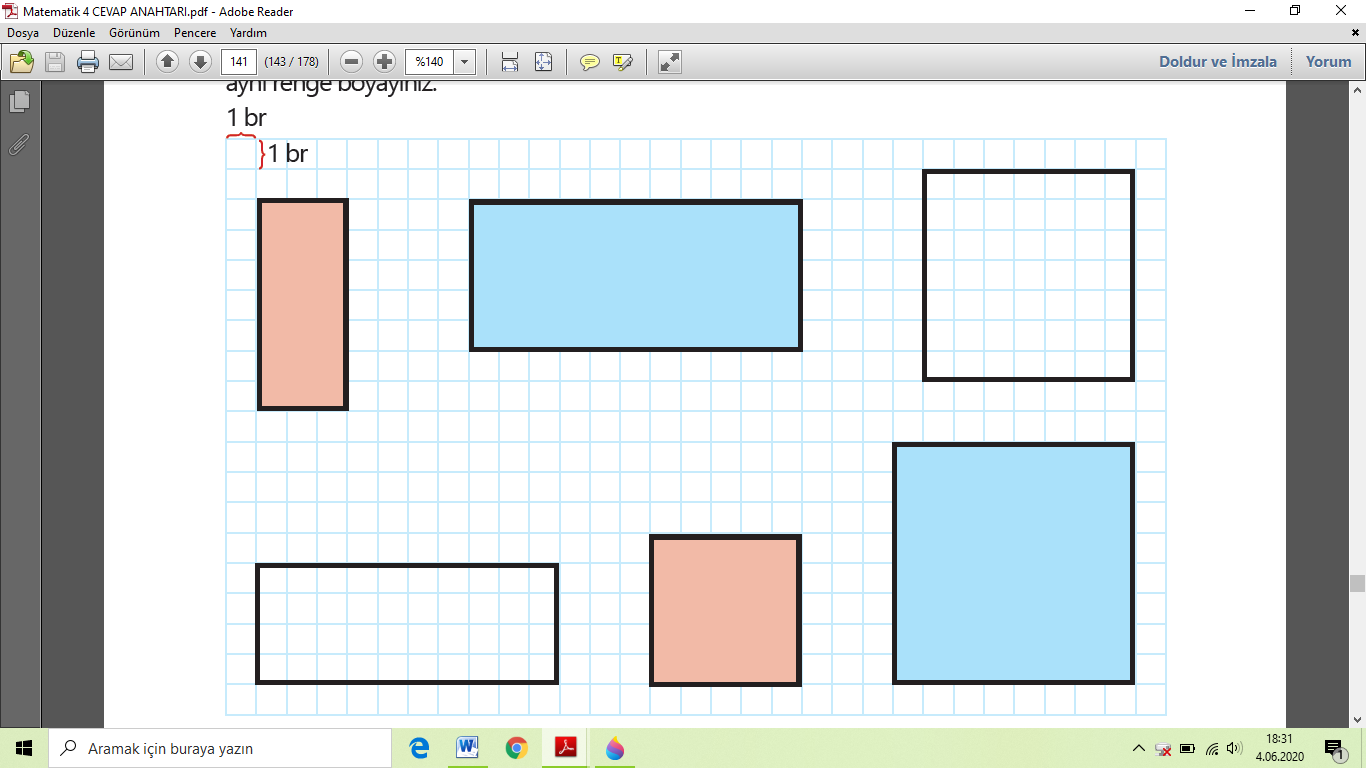 Matematik 4 CEVAP ANAHTARI.pdf - Adobe Reader
Dosya Düzenle Görünüm Pencere Yardım
141 (143 / 178) %140 Doldur ve İmzala Yorum
aynı renge boyayınız.
1 br
1 br
Aramak için buraya yazın
18:31
4.06.2020
1